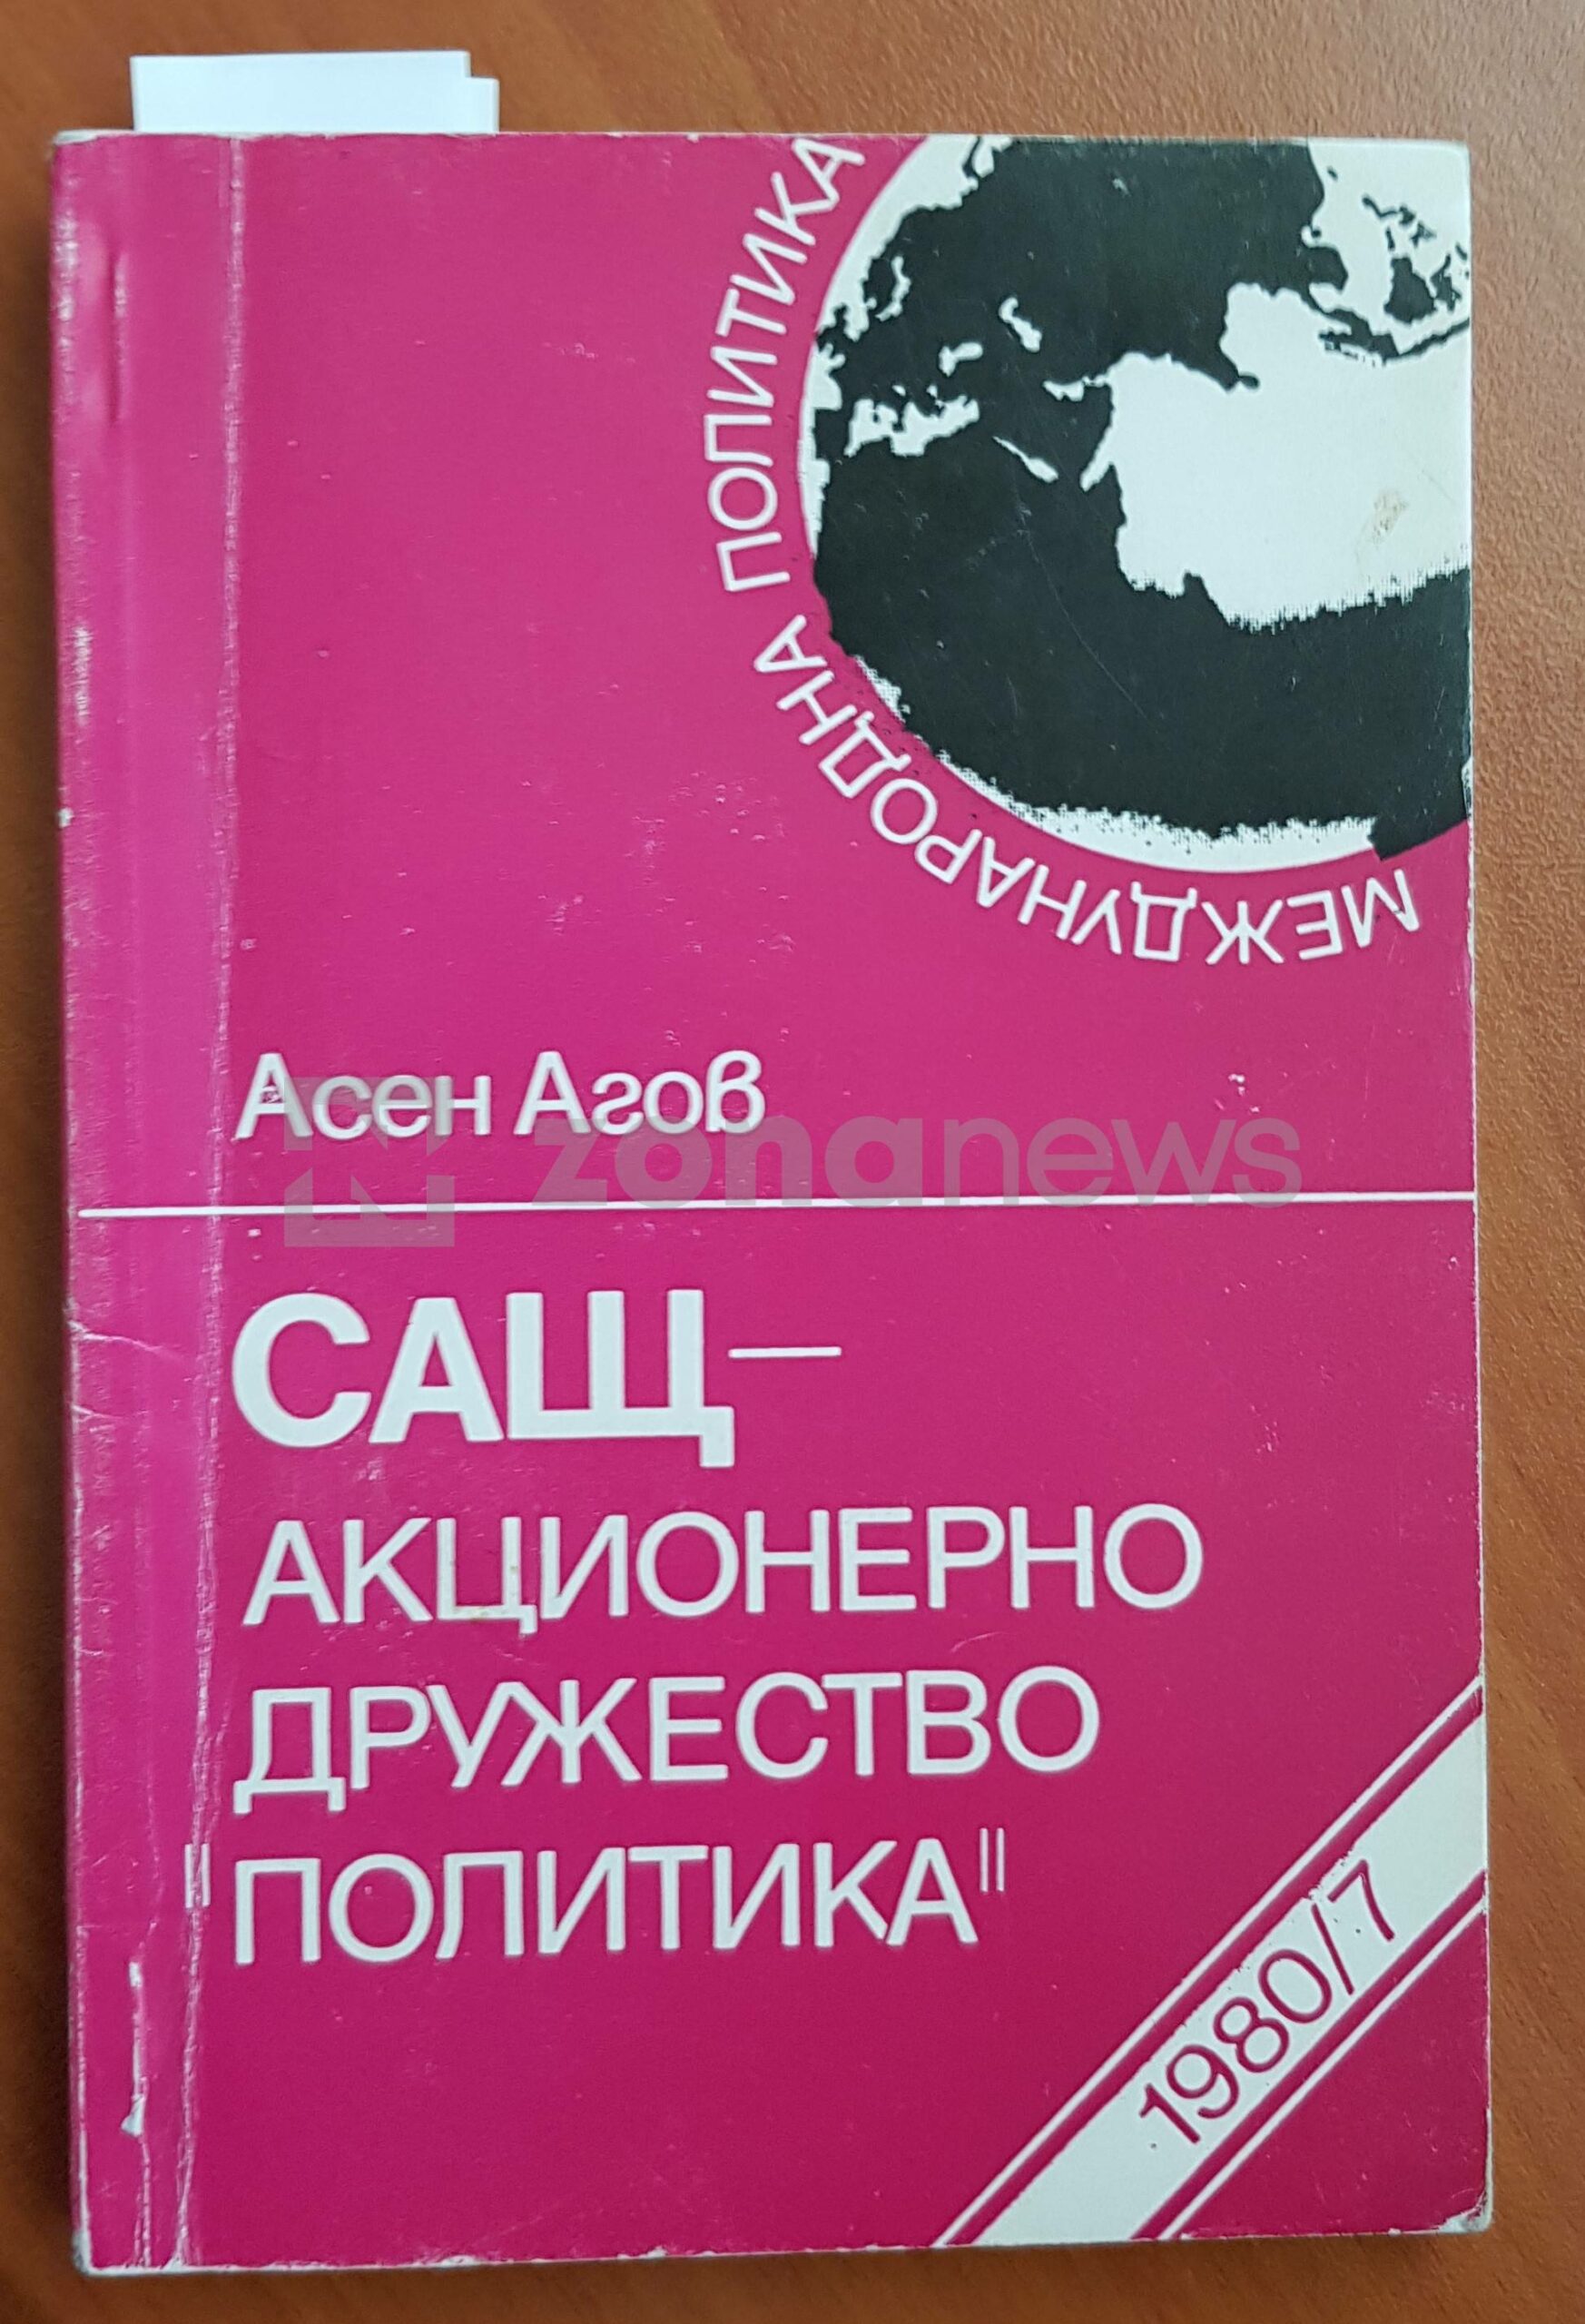 МЕЖДУНАРОДНА ПОЛИТИКА
Асен Агов
zonanews
САЩ—
АКЦИОНЕРНО
ДРУЖЕСТВО
"ПОЛИТИКА"
1980/7